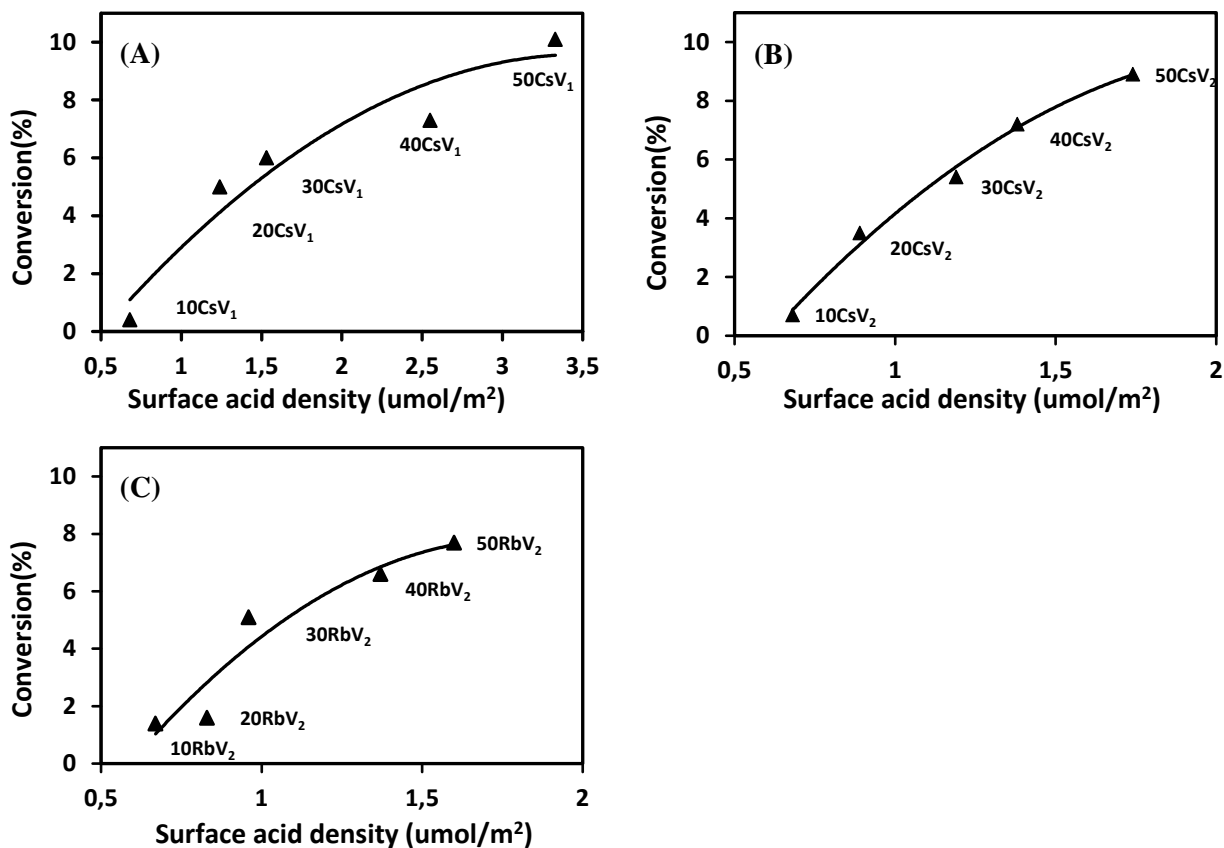 (A)
Conversion(%)
10
8
6
4
2
0
10CsV₁
20CsV₁
30CsV₁
40CsV₁
50CsV₁
0,5 1 1,5 2 2,5 3 3,5
Surface acid density (umol/m²)
(B)
Conversion(%)
10
8
6
4
2
0
10CsV₂
20CsV₂
30CsV₂
40CsV₂
50CsV₂
0,5 1 1,5 2
Surface acid density (umol/m²)
(C)
Conversion(%)
10
8
6
4
2
0
10RbV₂
20RbV₂
30RbV₂
40RbV₂
50RbV₂
0,5 1 1,5 2
Surface acid density (umol/m²)